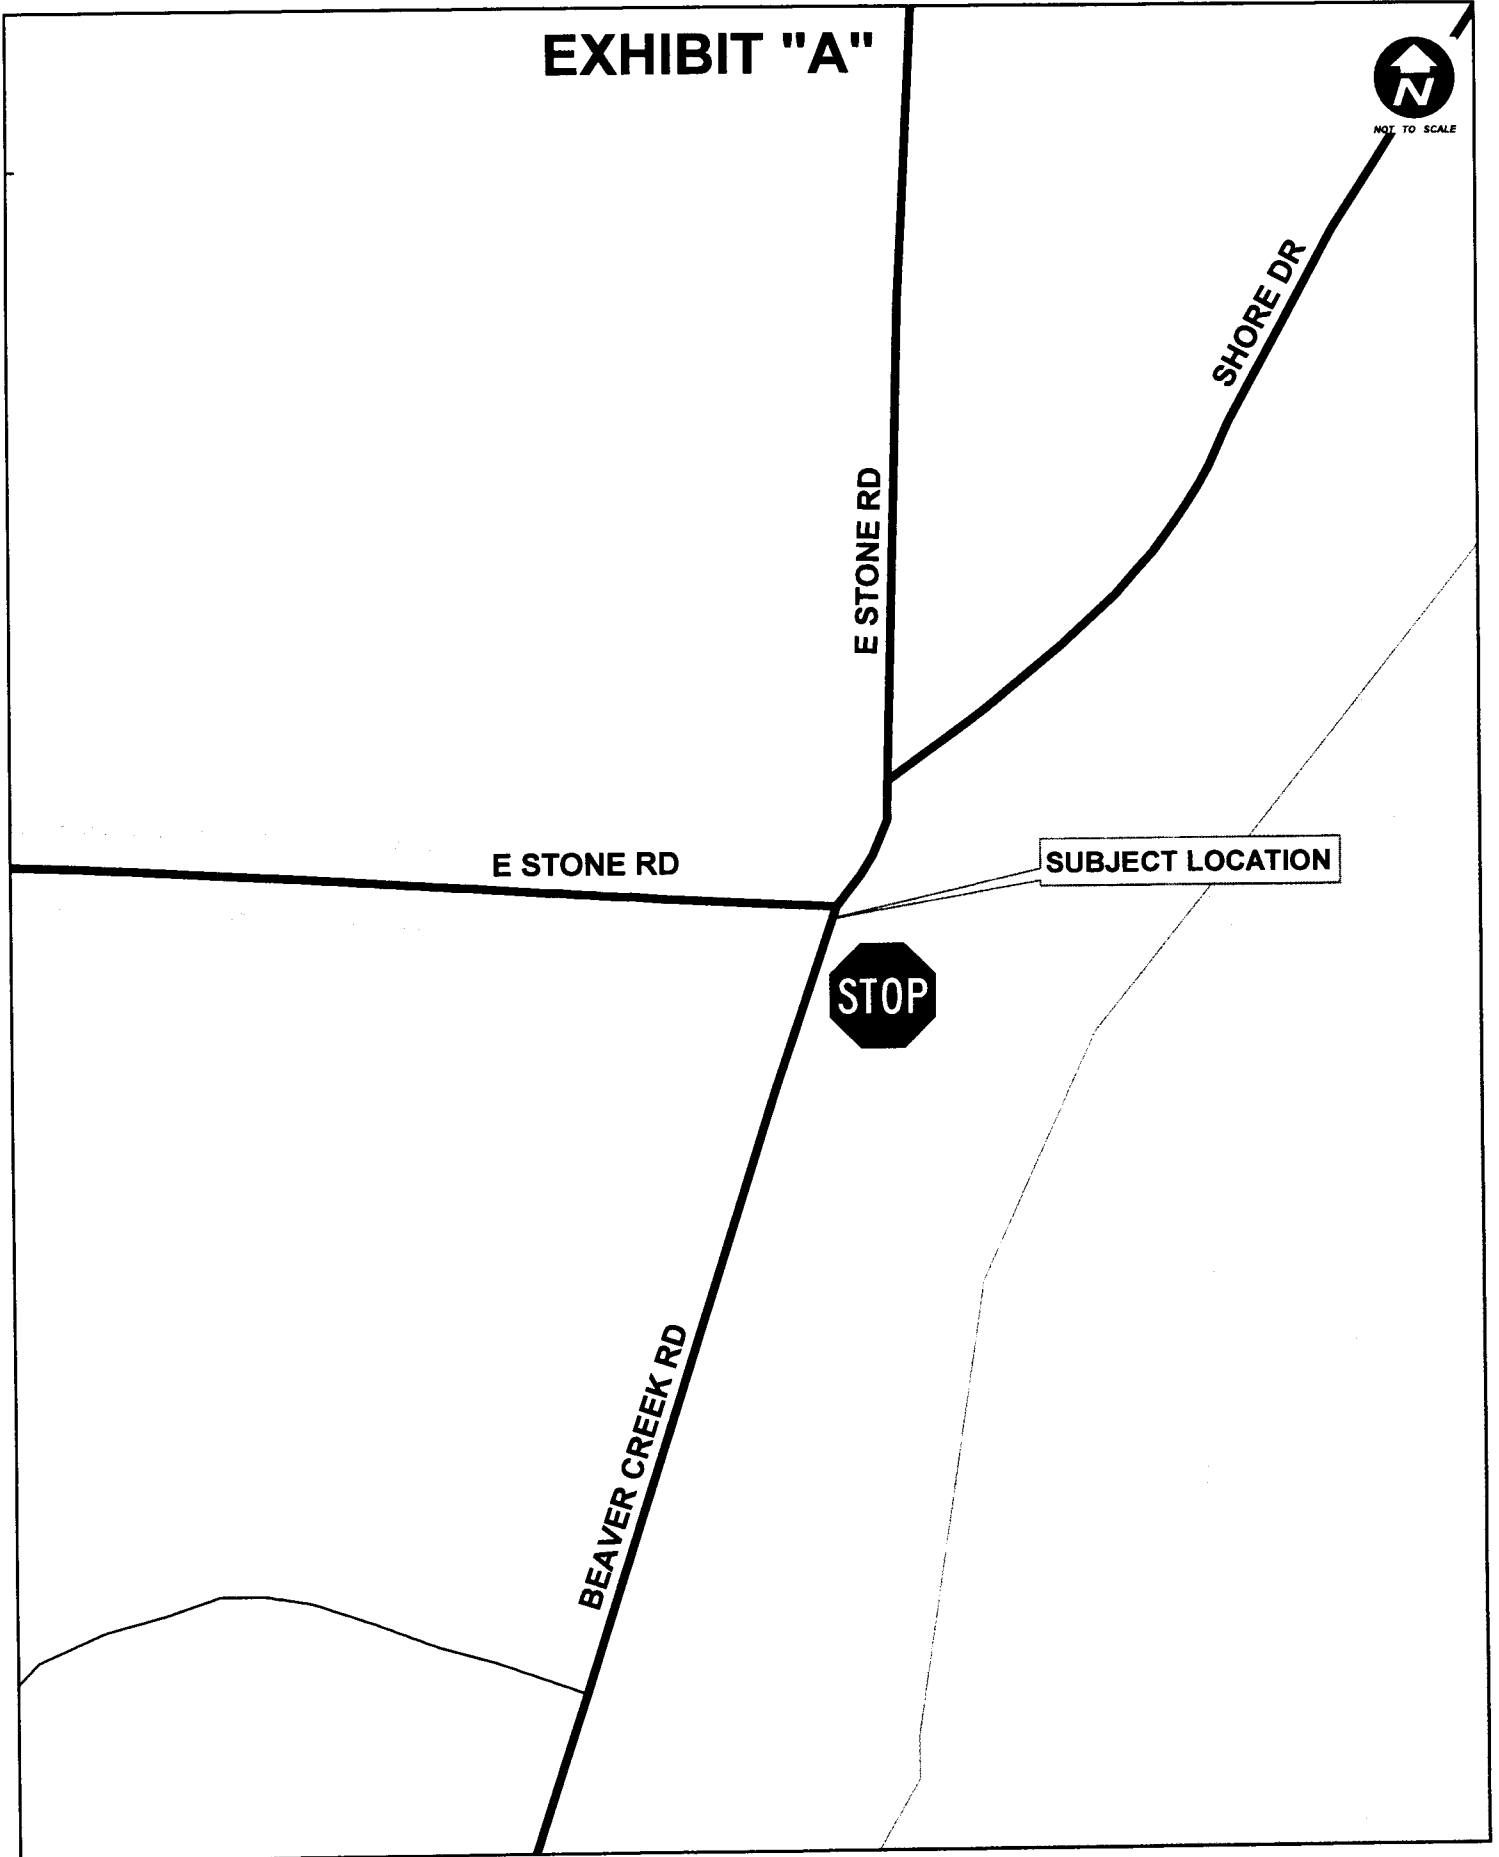 EXHIBIT "A"
N
NOT TO SCALE
SHORE DR
E STONE RD
E STONE RD
SUBJECT LOCATION
STOP
BEAVER CREEK RD